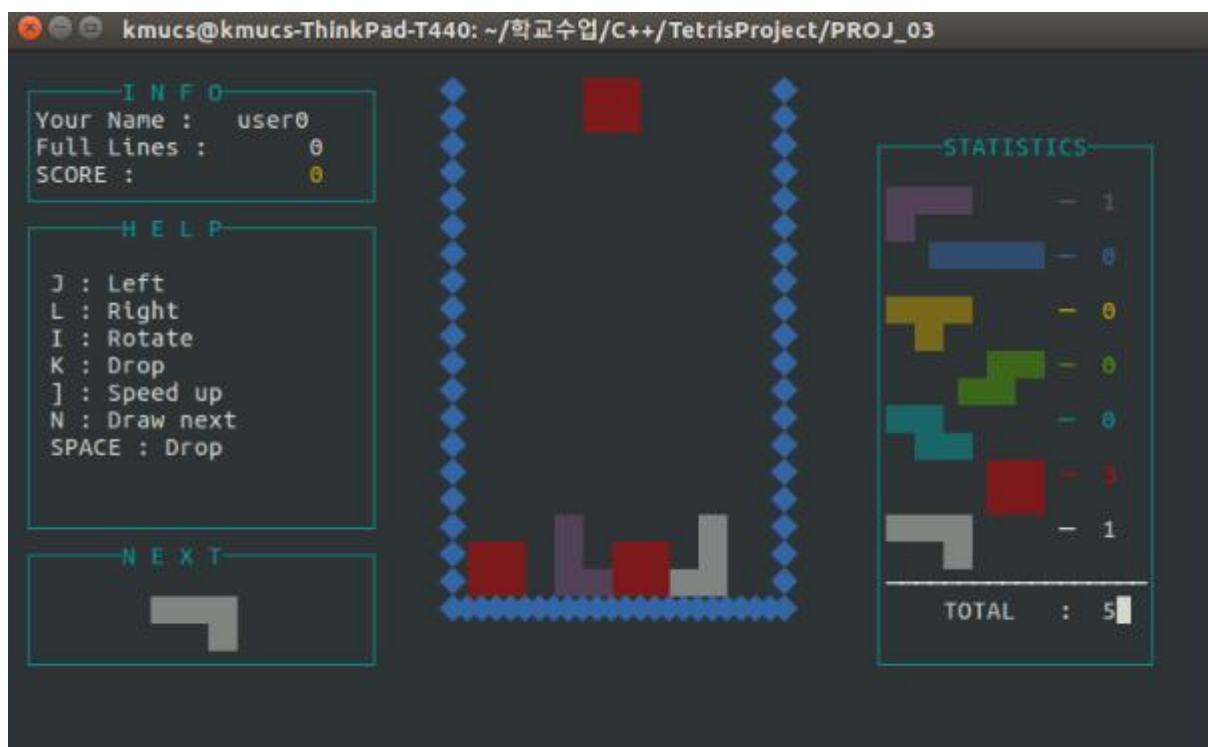 kmucs@kmucs-ThinkPad-T440: ~/학교수업/C++/TetrisProject/PROJ_03
I N F O
Your Name : user0
Full Lines : 0
SCORE : 0
H E L P
J : Left
L : Right
I : Rotate
K : Drop
] : Speed up
N : Draw next
SPACE : Drop
N E X T
STATISTICS
— 1
— 0
— 0
— 0
— 0
— 3
— 1
TOTAL : 5